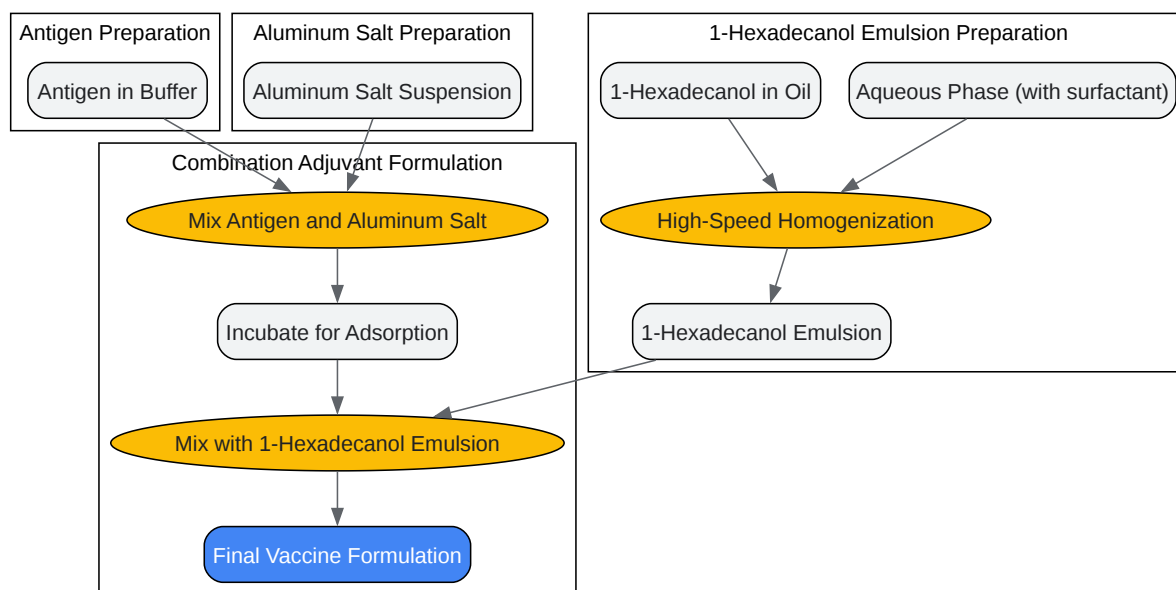 Antigen Preparation
Aluminum Salt Preparation
1-Hexadecanol Emulsion Preparation
Antigen in Buffer
Aluminum Salt Suspension
1-Hexadecanol in Oil
Aqueous Phase (with surfactant)
Combination Adjuvant Formulation
Mix Antigen and Aluminum Salt
High-Speed Homogenization
Incubate for Adsorption
1-Hexadecanol Emulsion
Mix with 1-Hexadecanol Emulsion
Final Vaccine Formulation